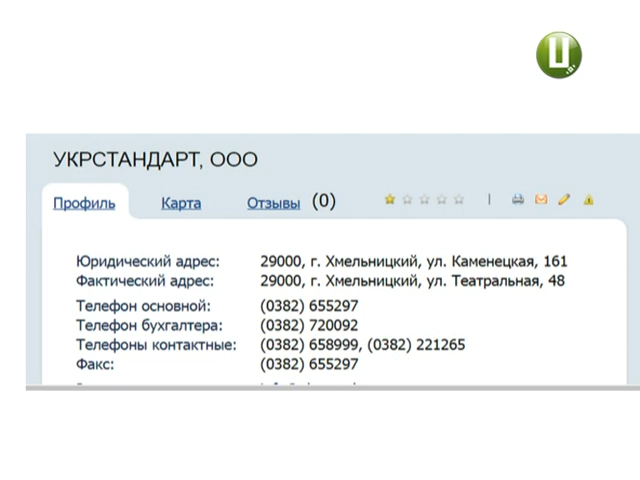 Ц
УКРСТАНДАРТ, ООО
Профиль Карта Отзывы (0)
Юридический адрес: 29000, г. Хмельницкий, ул. Каменецкая, 161
Фактический адрес: 29000, г. Хмельницкий, ул. Театральная, 48
Телефон основной: (0382) 655297
Телефон бухгалтера: (0382) 720092
Телефоны контактные: (0382) 658999, (0382) 221265
Факс: (0382) 655297